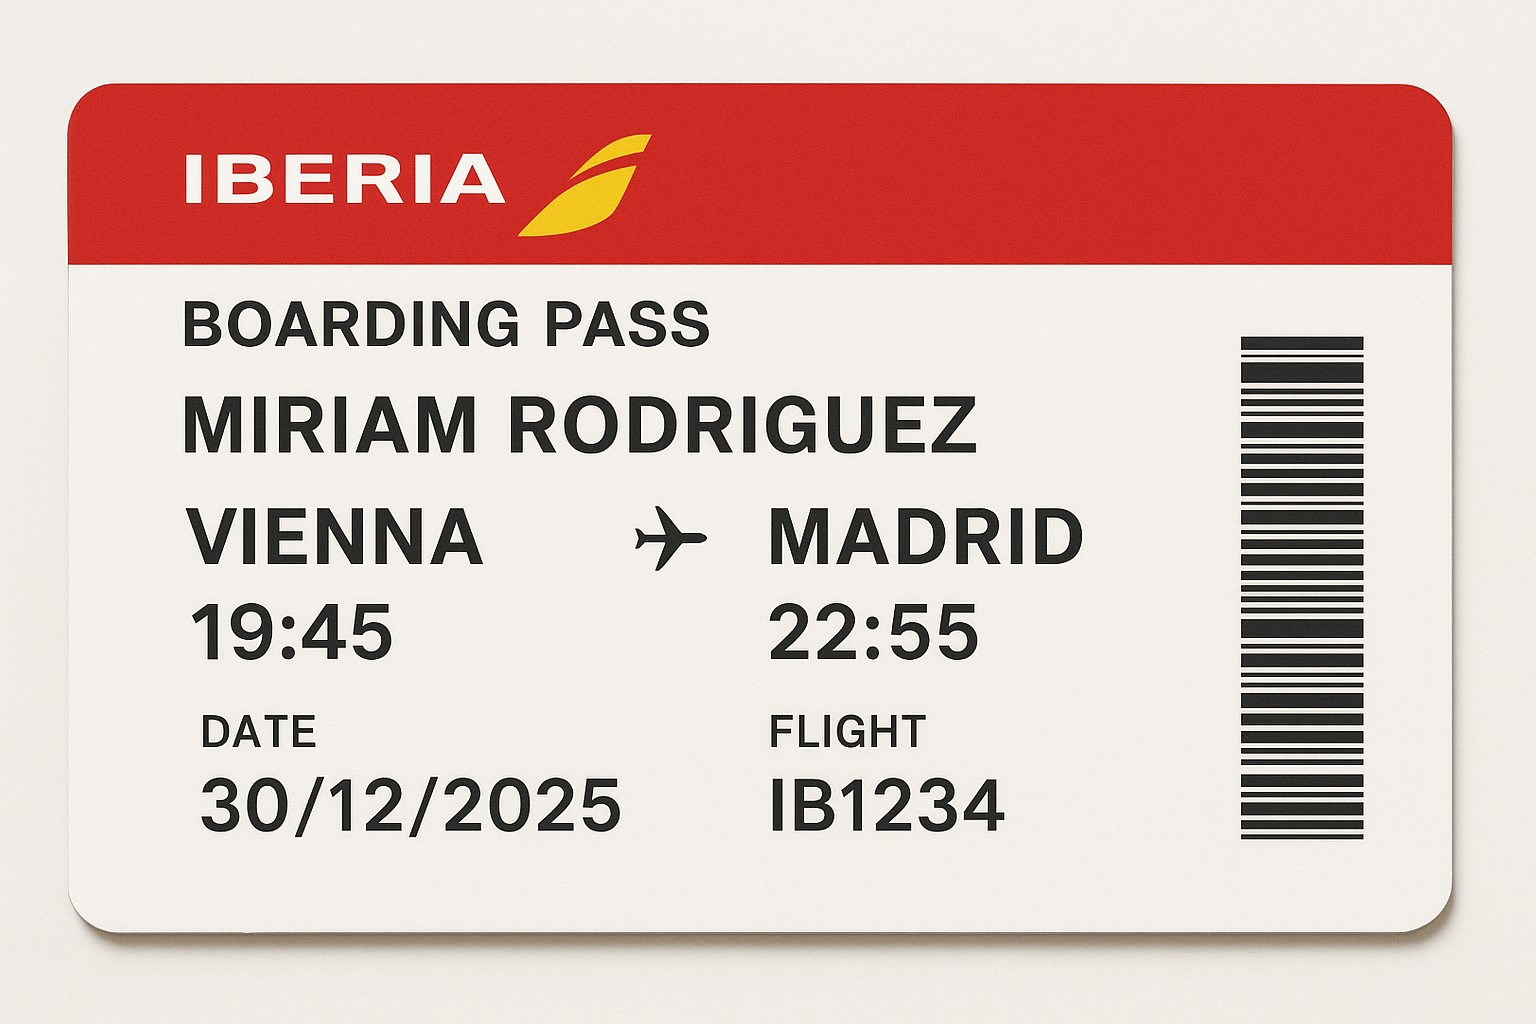 IBERIA
BOARDING PASS
MIRIAM RODRIGUEZ
VIENNA MADRID
19:45 22:55
DATE FLIGHT
30/12/2025 IB1234